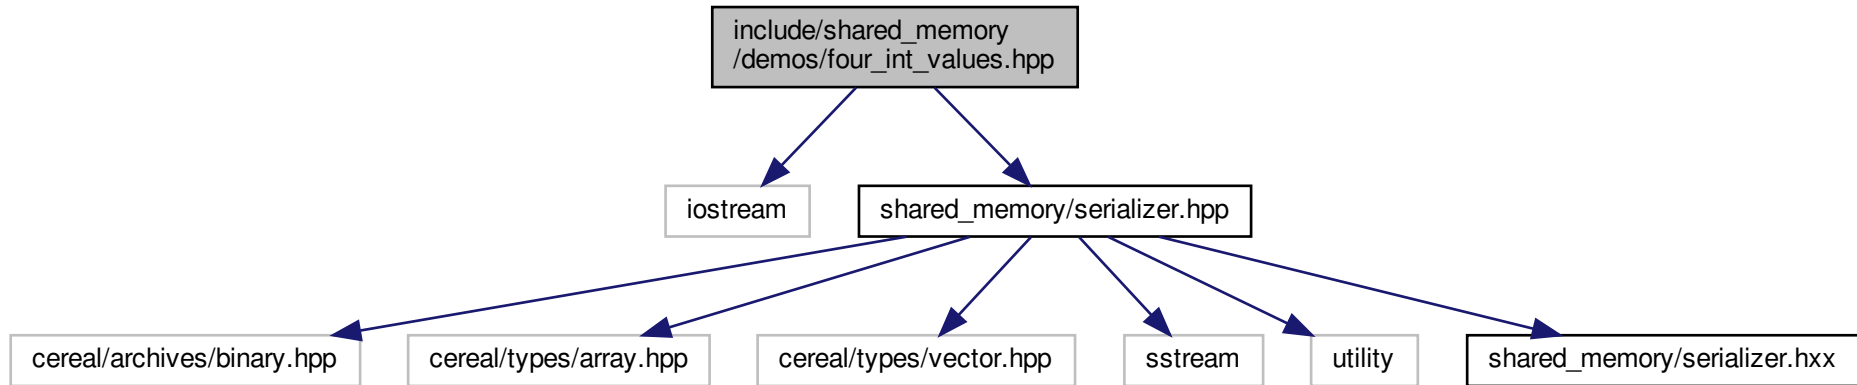 include/shared_memory
/demos/four_int_values.hpp
iostream
shared_memory/serializer.hpp
cereal/archives/binary.hpp
cereal/types/array.hpp
cereal/types/vector.hpp
sstream
utility
shared_memory/serializer.hxx